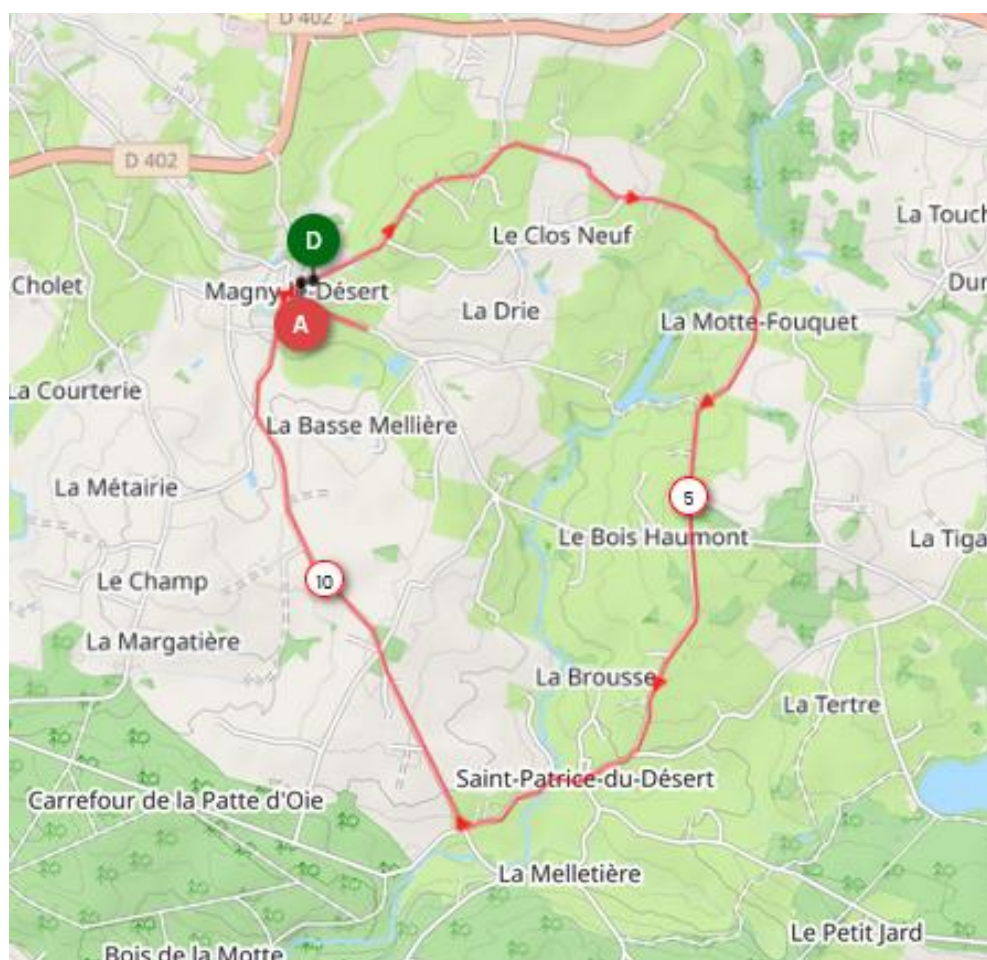 D 402
D 402
La Touch
D
Le Clos Neuf
Cholet
Magny-le-Désert
Dur
La Drie
A
La Motte-Fouquet
La Courterie
La Basse Mellière
La Métairie
5
Le Bois Haumont
La Tiga
Le Champ
10
La Margatière
La Brousse
La Tertre
Saint-Patrice-du-Désert
Carrefour de la Patte d'Oie
La Melletière
Le Petit Jard
Bois de la Motte